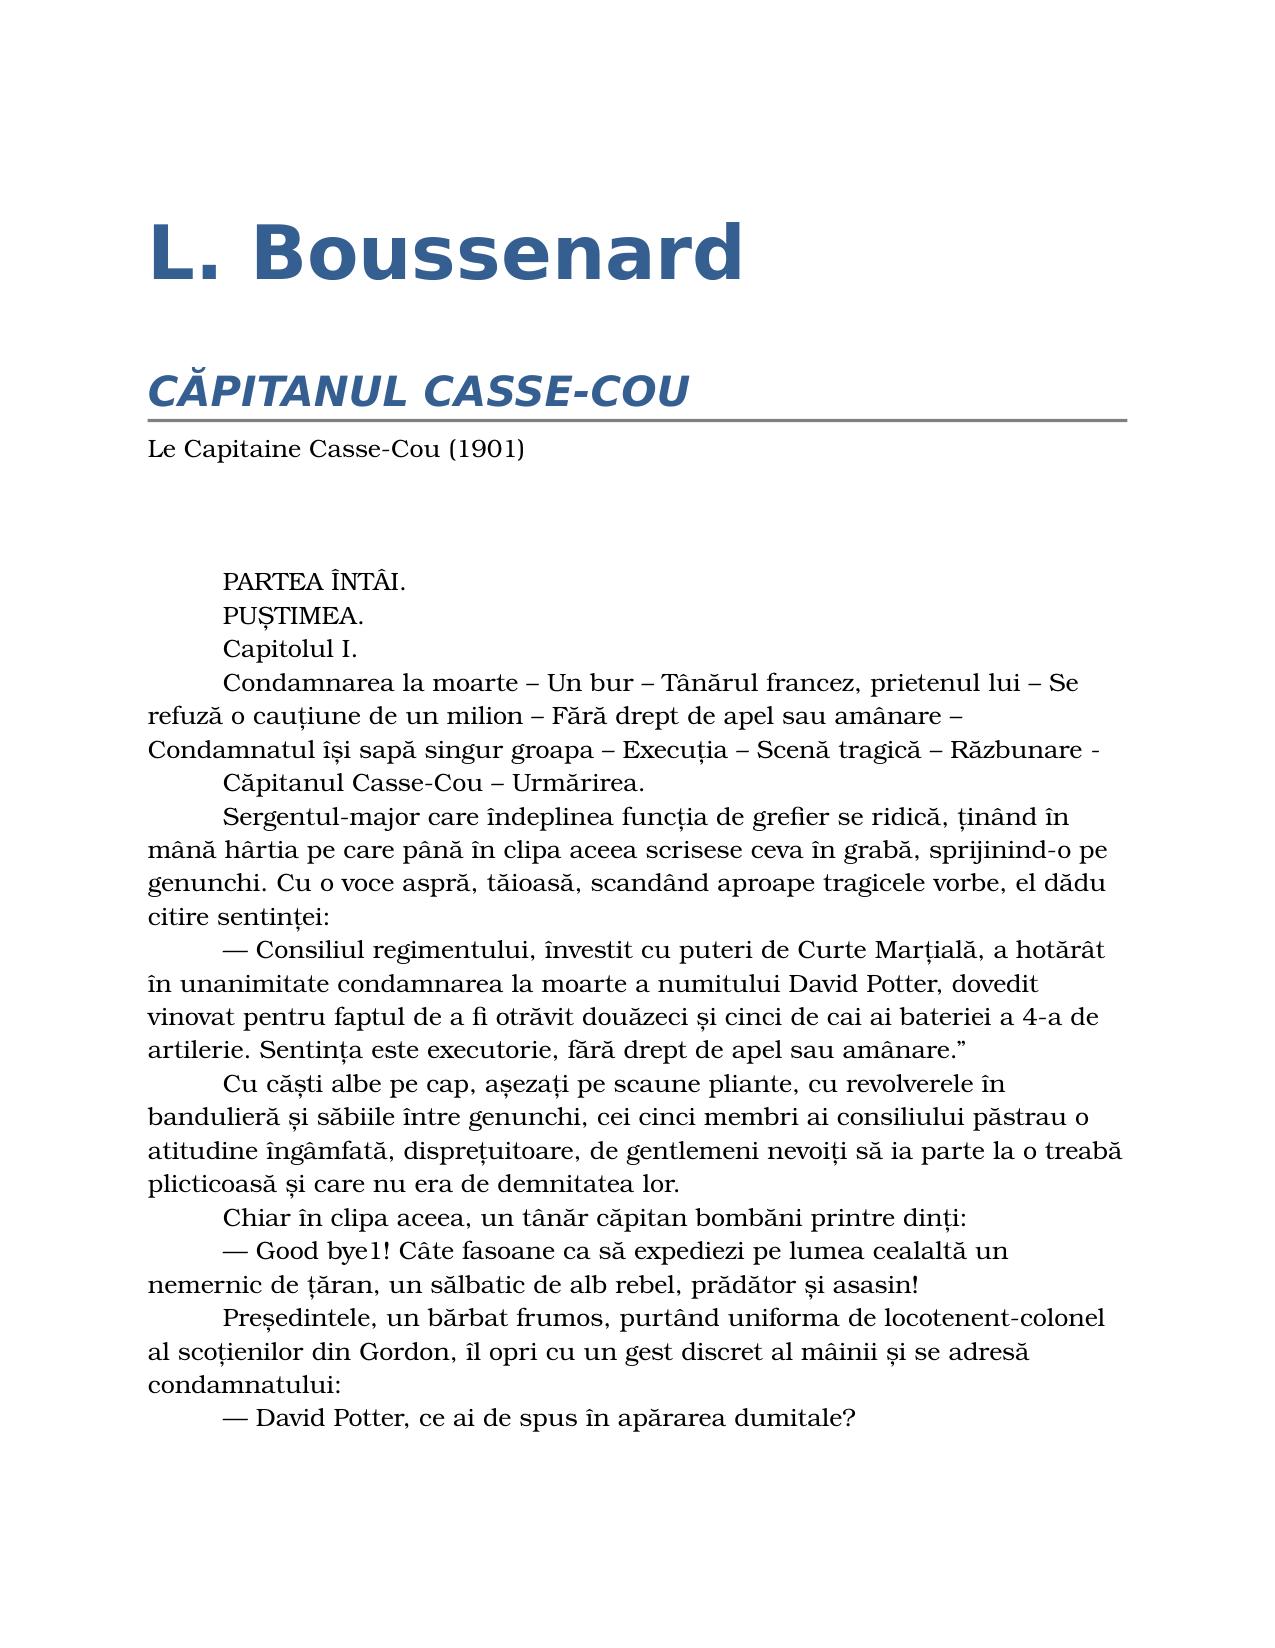 L. Boussenard
CĂPITANUL CASSE-COU
Le Capitaine Casse-Cou (1901)
PARTEA ÎNTÂI.
PUȘTIMEA.
Capitolul I.
Condamnarea la moarte – Un bur – Tânărul francez, prietenul lui – Se
refuză o cauțiune de un milion – Fără drept de apel sau amânare –
Condamnatul își sapă singur groapa – Execuția – Scenă tragică – Răzbunare -
Căpitanul Casse-Cou – Urmărirea.
Sergentul-major care îndeplinea funcția de grefier se ridică, ținând în
mână hârtia pe care până în clipa aceea scrisese ceva în grabă, sprijinind-o pe
genunchi. Cu o voce aspră, tăioasă, scandând aproape tragicele vorbe, el dădu
citire sentinței:
— Consiliul regimentului, învestit cu puteri de Curte Marțială, a hotărât
în unanimitate condamnarea la moarte a numitului David Potter, dovedit
vinovat pentru faptul de a fi otrăvit douăzeci și cinci de cai ai bateriei a 4-a de
artilerie. Sentința este executorie, fără drept de apel sau amânare.”
Cu căști albe pe cap, așezați pe scaune pliante, cu revolverele în
bandulieră și săbiile între genunchi, cei cinci membri ai consiliului păstrau o
atitudine îngâmfată, disprețuitoare, de gentlemeni nevoiți să ia parte la o treabă
plicticoasă și care nu era de demnitatea lor.
Chiar în clipa aceea, un tânăr căpitan bombăni printre dinți:
— Good bye1! Câte fasoane ca să expediezi pe lumea cealaltă un
nemernic de țăran, un sălbatic de alb rebel, prădător și asasin!
Președintele, un bărbat frumos, purtând uniforma de locotenent-colonel
al scoțienilor din Gordon, îl opri cu un gest discret al mâinii și se adresă
condamnatului:
— David Potter, ce ai de spus în apărarea dumitale?